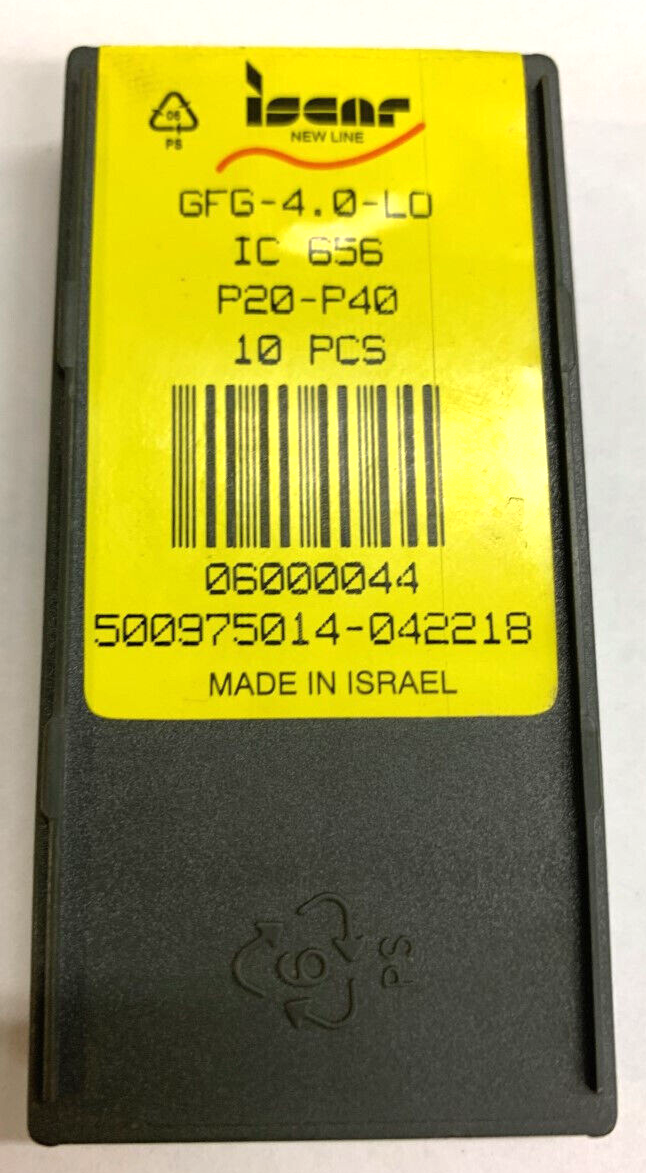 iscar
NEW LINE
06
PS
GFG-4.0-LO
IC 656
P20-P40
10 PCS
06000044
500975014-042218
MADE IN ISRAEL
6
PS